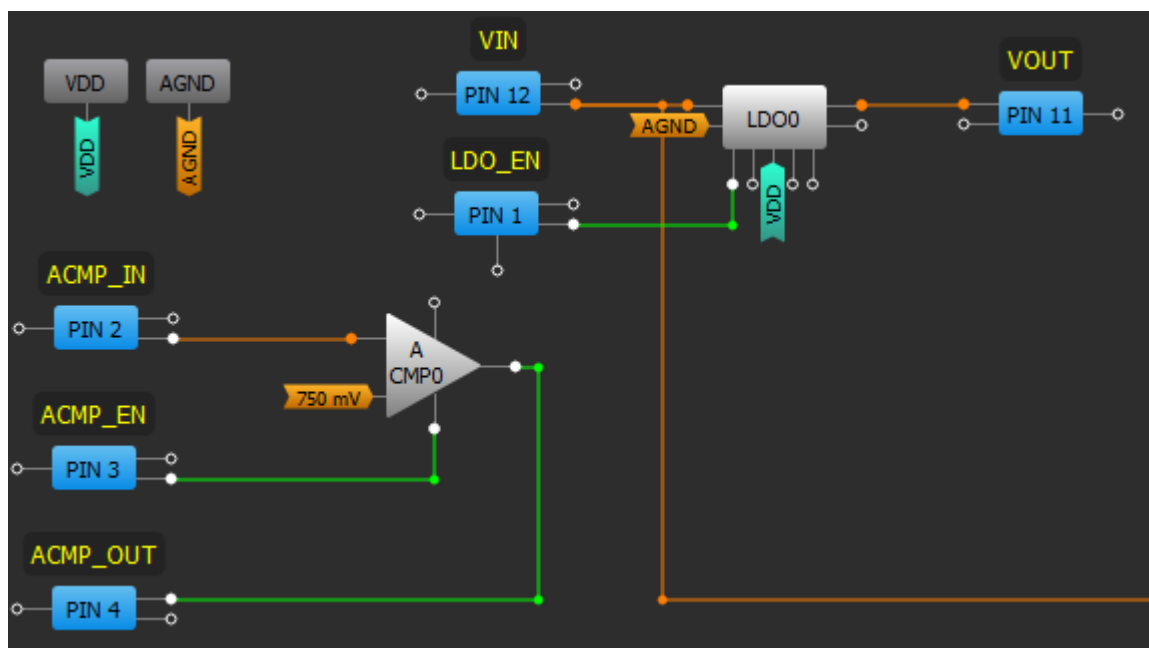 VIN
VOUT
VDD
AGND
PIN 12
LDO0
PIN 11
AGND
VDD
AGND
LDO_EN
PIN 1
VDD
ACMP_IN
PIN 2
A
CMP0
750 mV
ACMP_EN
PIN 3
ACMP_OUT
PIN 4